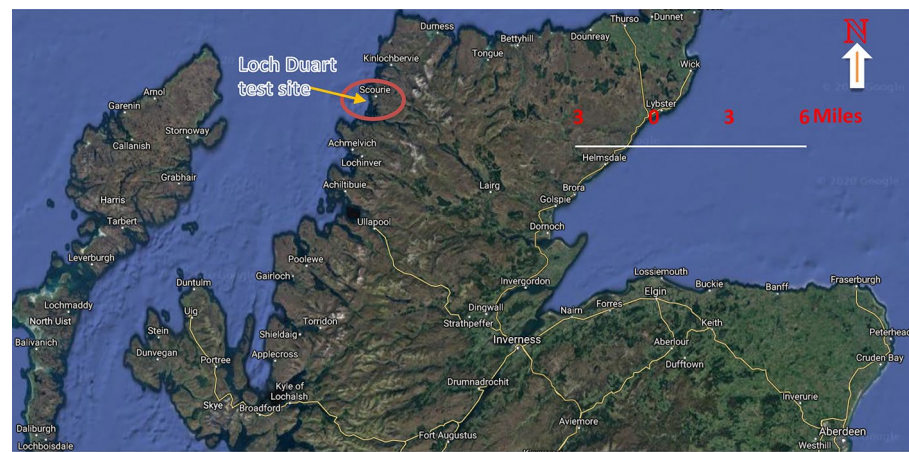 Thurso
Dunnet
N
Durness
Bettyhill
Dounreay
Tongue
Kinlochbervie
Wick
Loch Duart
test site
Scourie
Arnol
Garenin
Lybster
3 0 3 6 Miles
Stornoway
Callanish
Achmelvich
Lochinver
Helmsdale
Grabhair
Achiltibuie
Lairg
Brora
Harris
Golspie
Tarbert
Ullapool
Dornoch
Leverburgh
Poolewe
Gairloch
Lossiemouth
Duntulm
Invergordon
Elgin
Buckie
Banff
Fraserburgh
Lochmaddy
Uig
Forres
Dingwall
Nairn
North Uist
Torridon
Strathpeffer
Keith
Stein
Shieldaig
Peterhead
Balivanich
Inverness
Aberlour
Dunvegan
Portree
Applecross
Cruden Bay
Dufftown
Kyle of
Lochalsh
Drumnadrochit
Inverurie
Skye
Broadford
Aviemore
Daliburgh
Fort Augustus
Aberdeen
Lochboisdale
Westhill